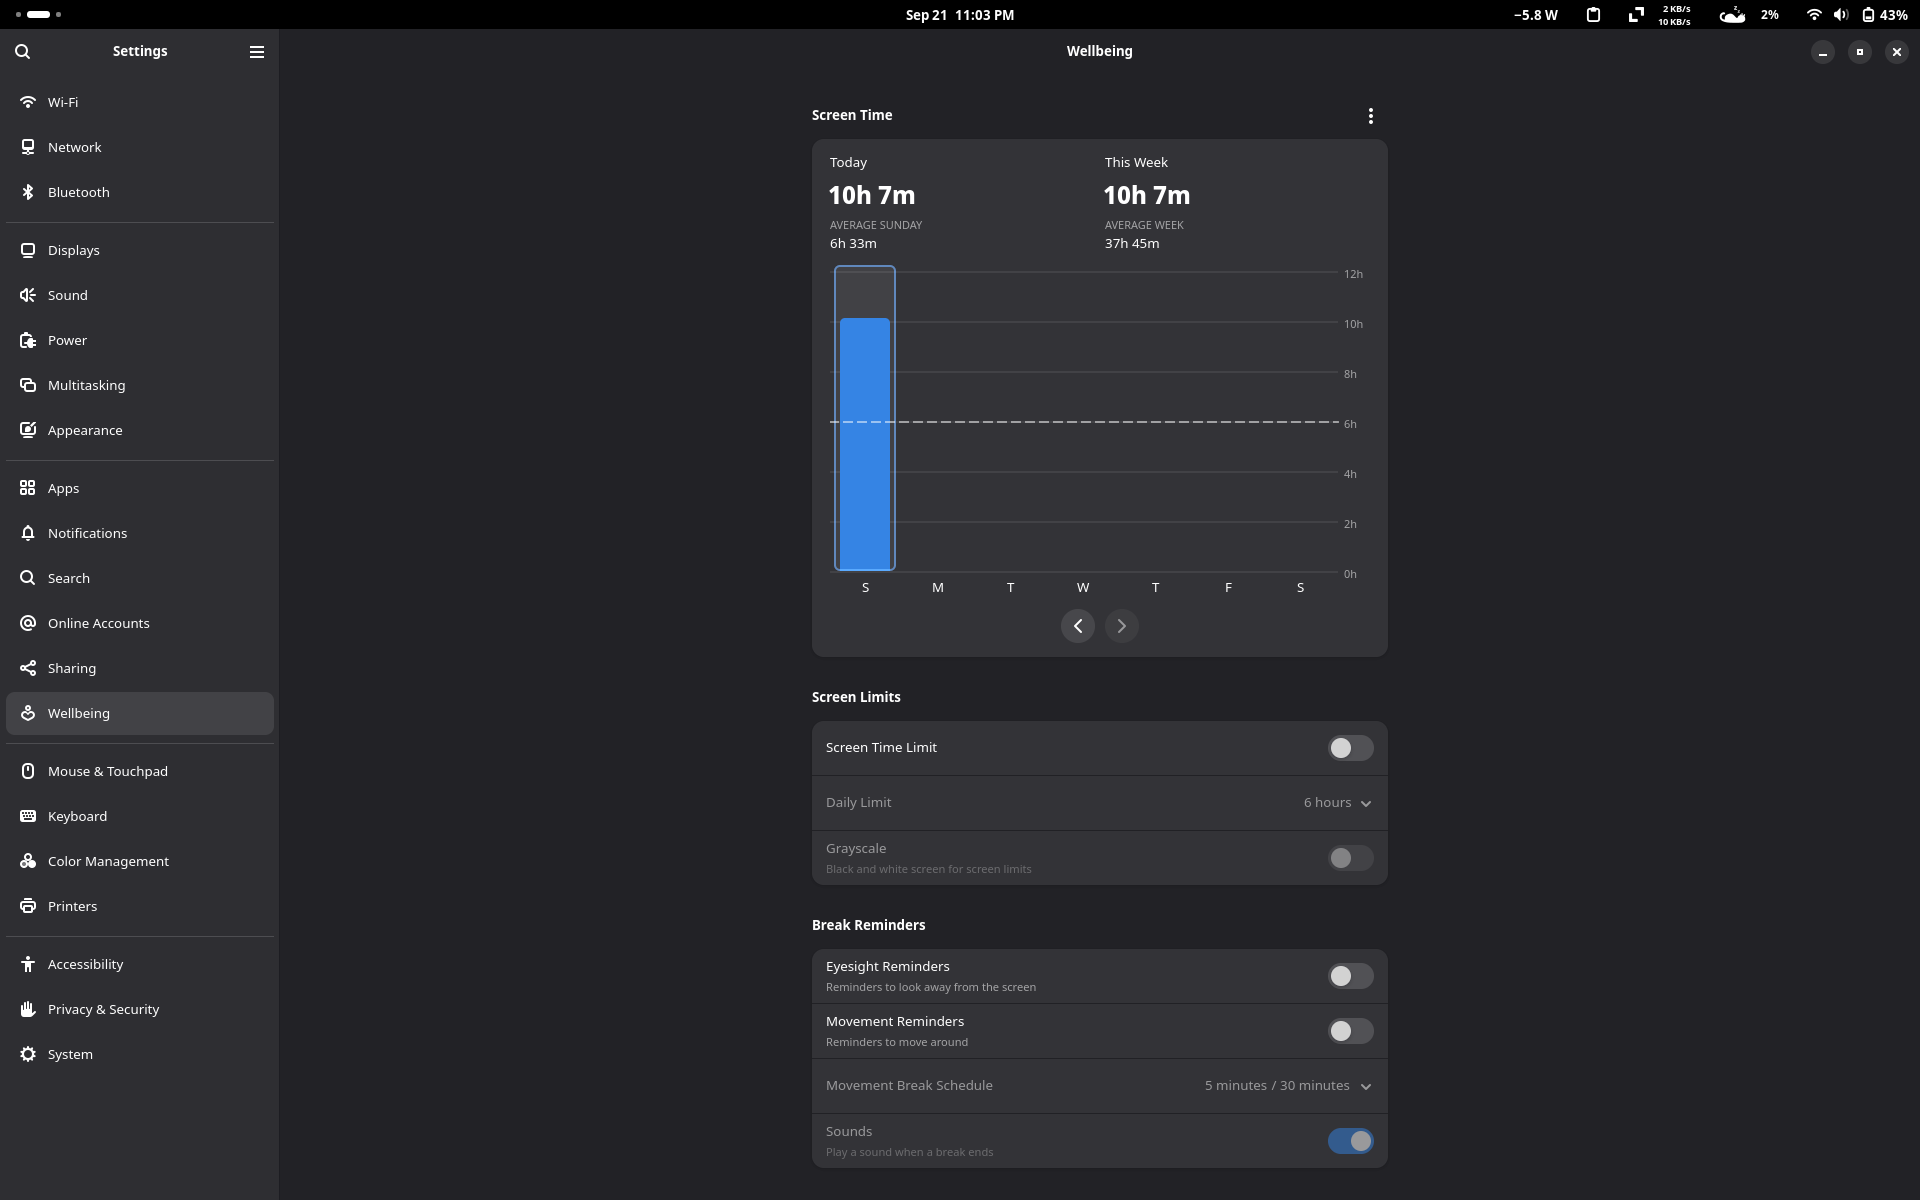 Sep 21 11:03 PM
−5.8 W
2 KB/s
10 KB/s
2%
43%
Settings
Wi-Fi
Network
Bluetooth
Displays
Sound
Power
Multitasking
Appearance
Apps
Notifications
Search
Online Accounts
Sharing
Wellbeing
Mouse & Touchpad
Keyboard
Color Management
Printers
Accessibility
Privacy & Security
System
Wellbeing
Screen Time
Today
10h 7m
AVERAGE SUNDAY
6h 33m
This Week
10h 7m
AVERAGE WEEK
37h 45m
12h
10h
8h
6h
4h
2h
0h
S M T W T F S
Screen Limits
Screen Time Limit
Daily Limit 6 hours
Grayscale
Black and white screen for screen limits
Break Reminders
Eyesight Reminders
Reminders to look away from the screen
Movement Reminders
Reminders to move around
Movement Break Schedule 5 minutes / 30 minutes
Sounds
Play a sound when a break ends